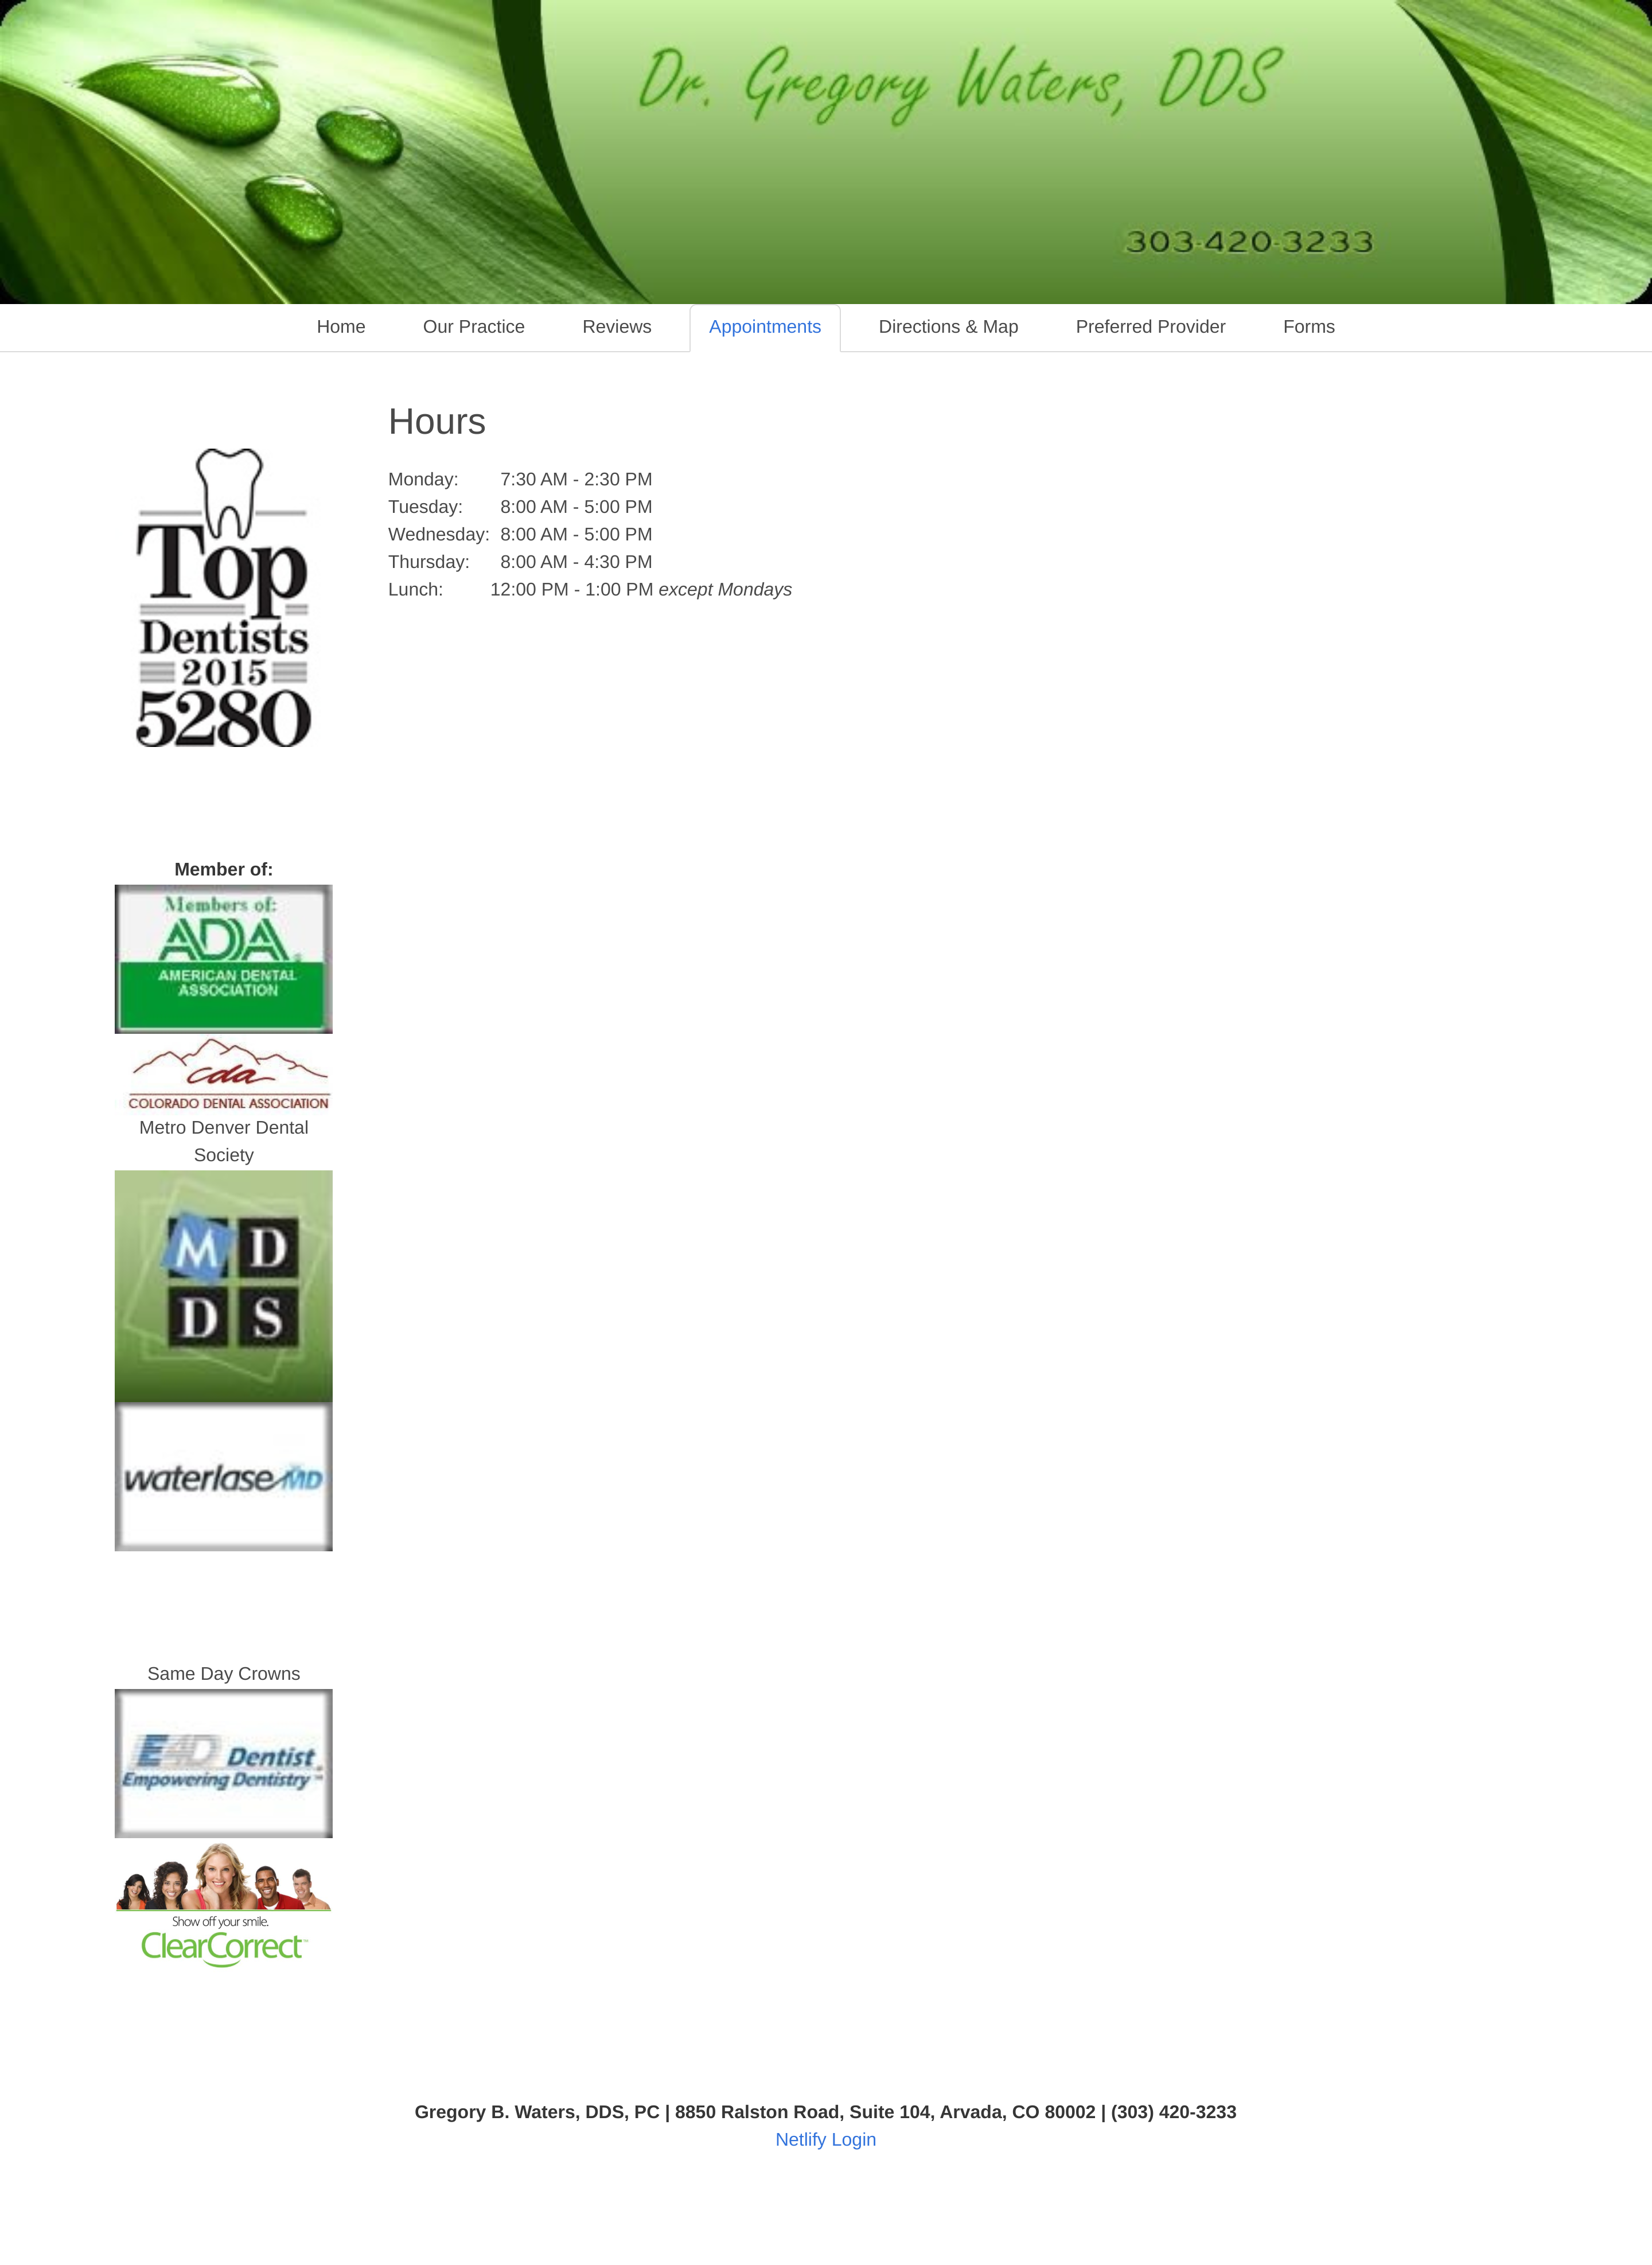 Dr. Gregory Waters, DDS
303-420-3233
Home Our Practice Reviews Appointments Directions & Map Preferred Provider Forms
Hours
Monday: 7:30 AM - 2:30 PM
Tuesday: 8:00 AM - 5:00 PM
Wednesday: 8:00 AM - 5:00 PM
Thursday: 8:00 AM - 4:30 PM
Lunch: 12:00 PM - 1:00 PM except Mondays
Top
Dentists
2015
5280
Member of:
Members of:
ADA®
AMERICAN DENTAL
ASSOCIATION
cda
COLORADO DENTAL ASSOCIATION
Metro Denver Dental
Society
M D
D S
waterlase MD
Same Day Crowns
E4D Dentist
Empowering Dentistry™
Show off your smile.
ClearCorrect™
Gregory B. Waters, DDS, PC | 8850 Ralston Road, Suite 104, Arvada, CO 80002 | (303) 420-3233
Netlify Login